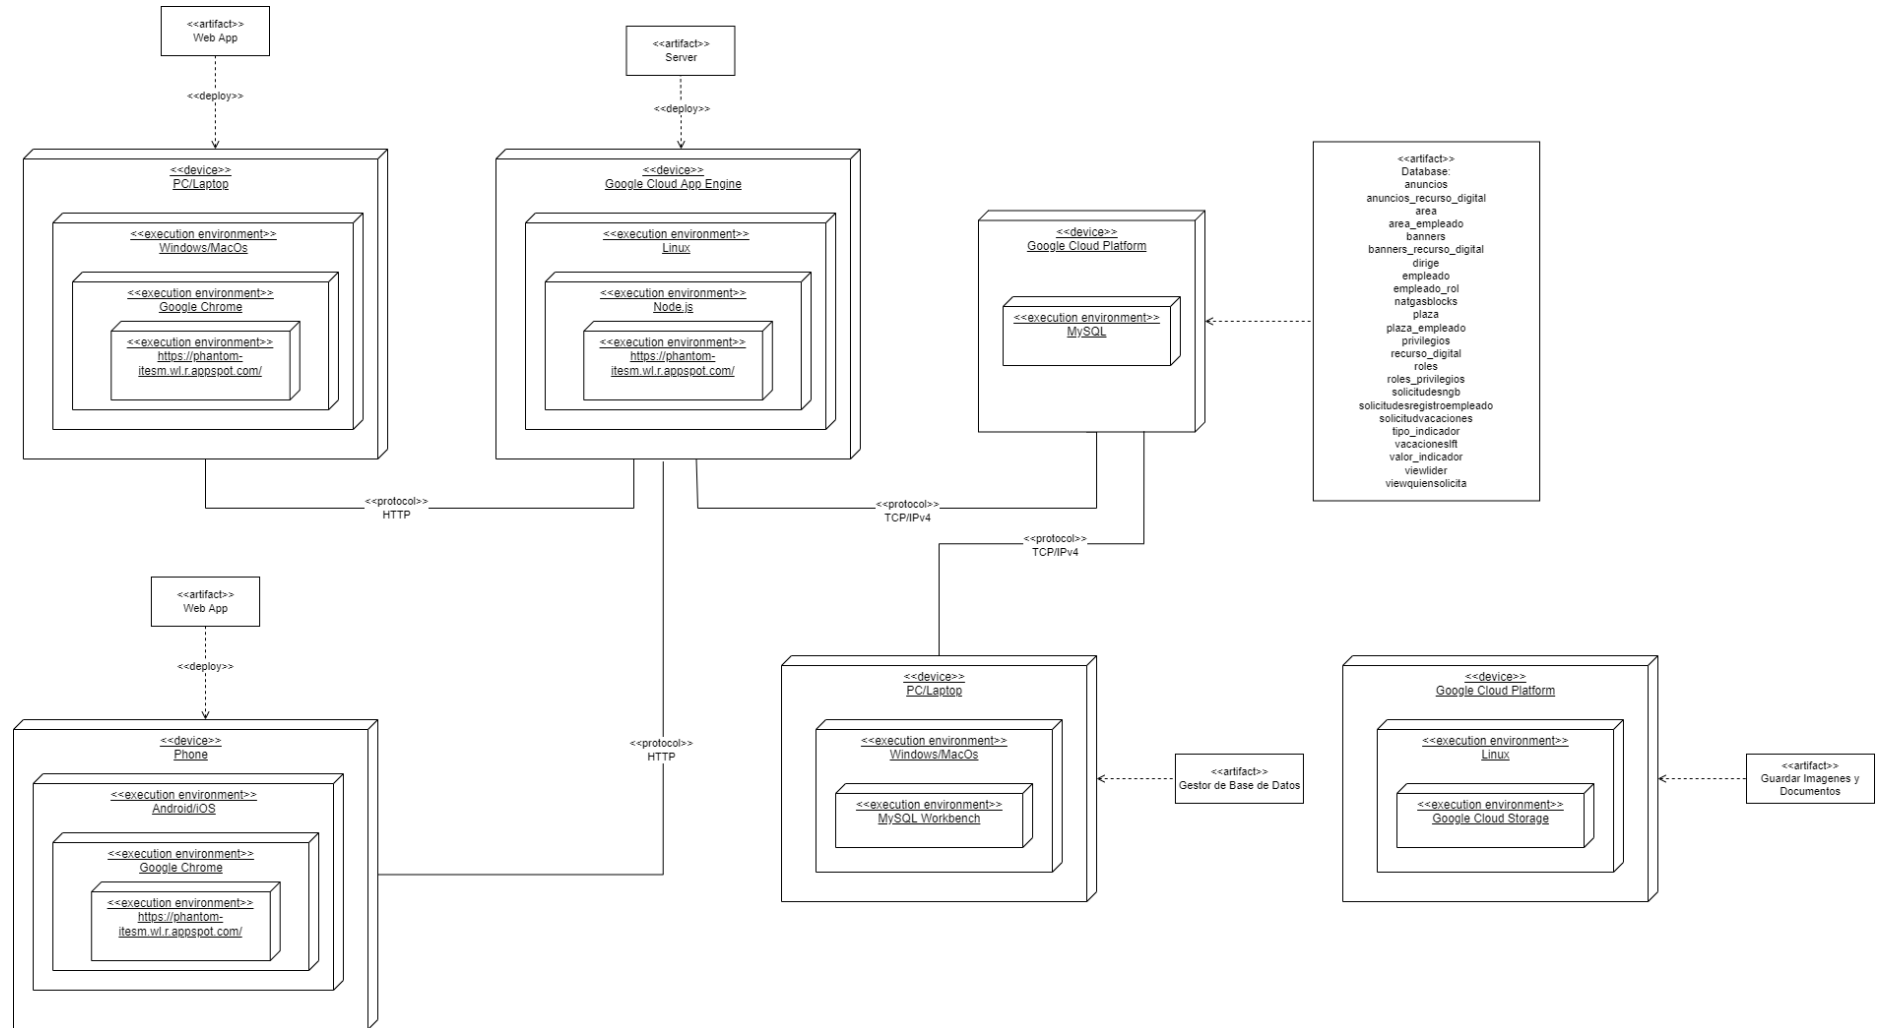 <<artifact>>
Web App
<<deploy>>
<<device>>
PC/Laptop
<<execution environment>>
Windows/MacOs
<<execution environment>>
Google Chrome
<<execution environment>>
https://phantom-
itesm.wl.r.appspot.com/
<<artifact>>
Server
<<deploy>>
<<device>>
Google Cloud App Engine
<<execution environment>>
Linux
<<execution environment>>
Node.js
<<execution environment>>
https://phantom-
itesm.wl.r.appspot.com/
<<device>>
Google Cloud Platform
<<execution environment>>
MySQL
<<artifact>>
Database:
anuncios
anuncios_recurso_digital
area
area_empleado
banners
banners_recurso_digital
dirige
empleado
empleado_rol
natgasblocks
plaza
plaza_empleado
privilegios
recurso_digital
roles
roles_privilegios
solicitudesngb
solicitudesregistroempleado
solicitudvacaciones
tipo_indicador
vacacioneslft
valor_indicador
viewlider
viewquiensolicita
<<protocol>>
HTTP
<<protocol>>
TCP/IPv4
<<protocol>>
TCP/IPv4
<<artifact>>
Web App
<<deploy>>
<<device>>
Phone
<<execution environment>>
Android/iOS
<<execution environment>>
Google Chrome
<<execution environment>>
https://phantom-
itesm.wl.r.appspot.com/
<<protocol>>
HTTP
<<device>>
PC/Laptop
<<execution environment>>
Windows/MacOs
<<execution environment>>
MySQL Workbench
<<artifact>>
Gestor de Base de Datos
<<device>>
Google Cloud Platform
<<execution environment>>
Linux
<<execution environment>>
Google Cloud Storage
<<artifact>>
Guardar Imagenes y
Documentos